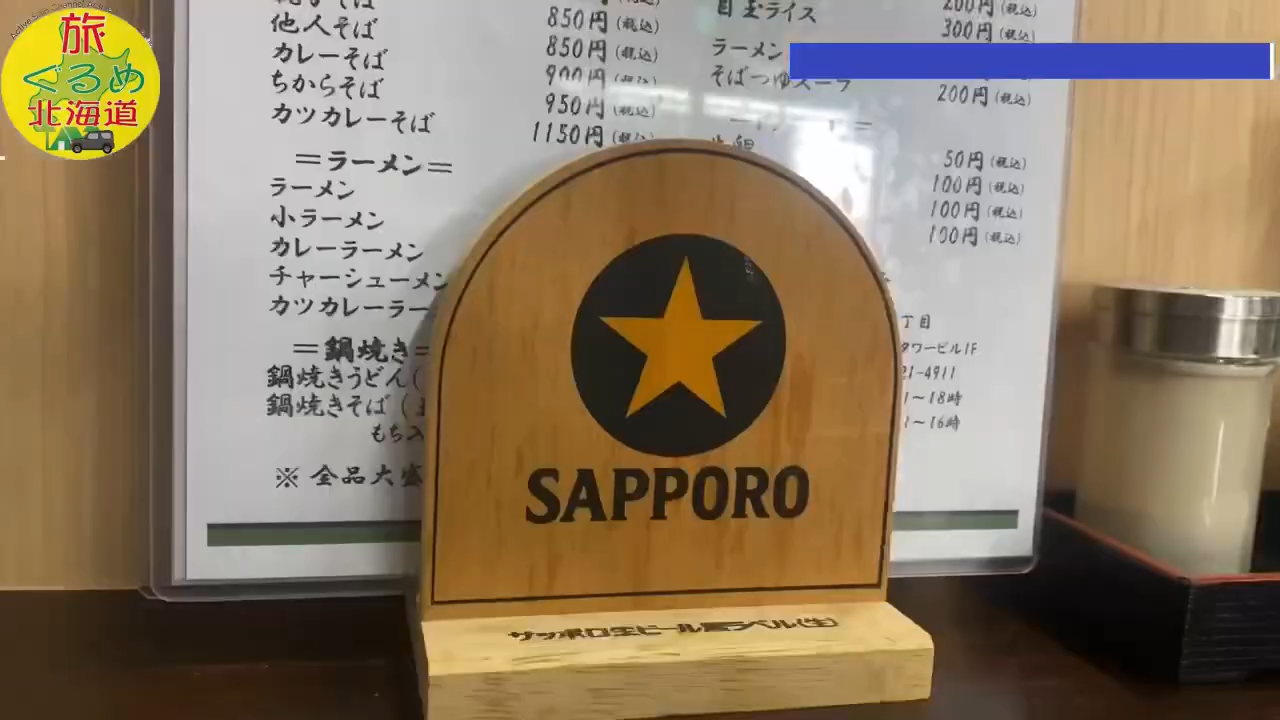 旅
ぐるめ
北海道
他人そば 850円(税込)
カレーそば 850円(税込)
ちからそば 900円(税込)
カツカレーそば 950円(税込)
1150円(税込)
=ラーメン=
ラーメン
小ラーメン
カレーラーメン
チャーシューメン
カツカレーラー
=鍋焼き=
鍋焼きうどん(
鍋焼きそば(
もち入
※ 全品大盛
目玉ライス 200円(税込)
300円(税込)
ラーメン
そばつゆスープ
200円(税込)
50円(税込)
100円(税込)
100円(税込)
100円(税込)
丁目
タワービル1F
21-4911
1〜18時
1〜16時
SAPPORO
サッポロ生ビール黒ラベル(生)